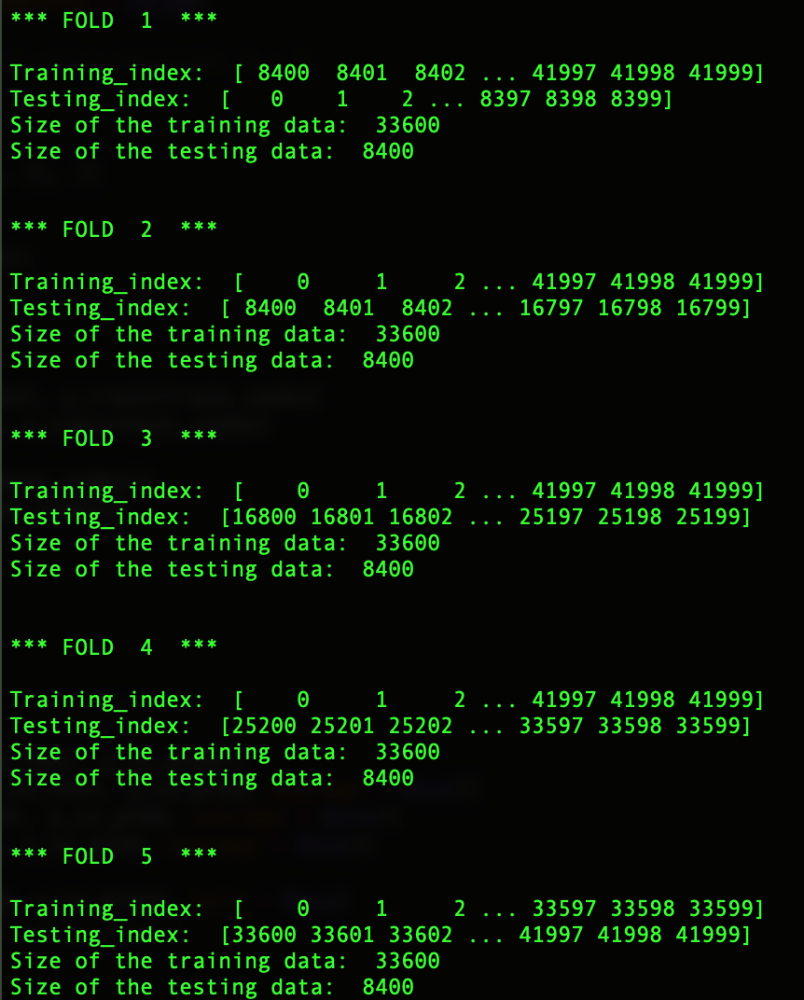 *** FOLD  1  ***
Training_index:  [ 8400  8401  8402 ... 41997 41998 41999]
Testing_index:  [   0    1    2 ... 8397 8398 8399]
Size of the training data:  33600
Size of the testing data:  8400
*** FOLD  2  ***
Training_index:  [    0     1     2 ... 41997 41998 41999]
Testing_index:  [ 8400  8401  8402 ... 16797 16798 16799]
Size of the training data:  33600
Size of the testing data:  8400
*** FOLD  3  ***
Training_index:  [    0     1     2 ... 41997 41998 41999]
Testing_index:  [16800 16801 16802 ... 25197 25198 25199]
Size of the training data:  33600
Size of the testing data:  8400
*** FOLD  4  ***
Training_index:  [    0     1     2 ... 41997 41998 41999]
Testing_index:  [25200 25201 25202 ... 33597 33598 33599]
Size of the training data:  33600
Size of the testing data:  8400
*** FOLD  5  ***
Training_index:  [    0     1     2 ... 33597 33598 33599]
Testing_index:  [33600 33601 33602 ... 41997 41998 41999]
Size of the training data:  33600
Size of the testing data:  8400